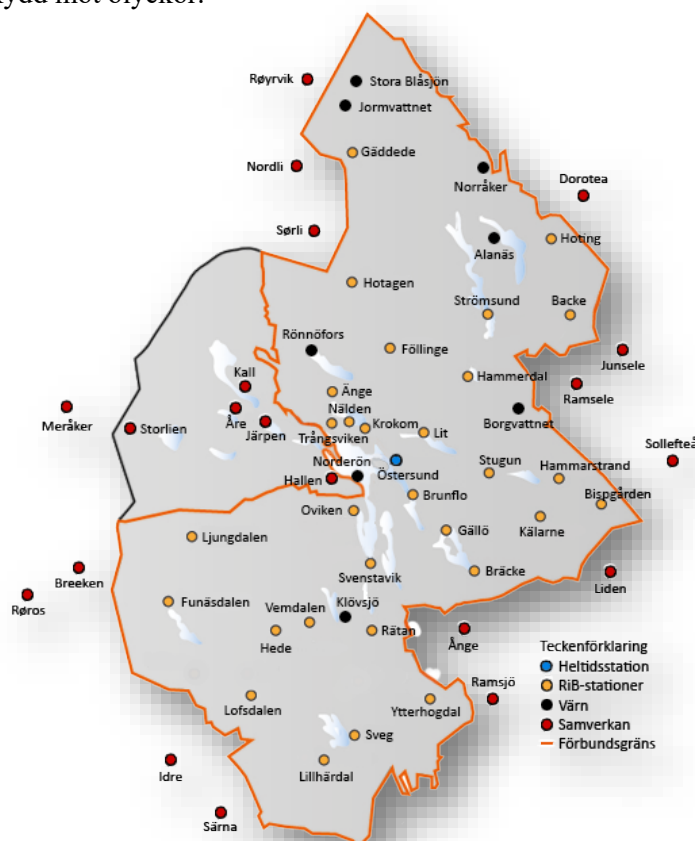 mot olyckor.
Røyrvik
Stora Blåsjön
Jormvattnet
Gäddede
Nordli
Norråker
Dorotea
Sørli
Alanäs
Hoting
Hotagen
Strömsund
Backe
Rönnöfors
Föllinge
Junsele
Kall
Hammerdal
Ramsele
Änge
Meråker
Storlien
Åre
Järpen
Nälden
Krokom
Trångsviken
Lit
Borgvattnet
Sollefteå
Norderön
Östersund
Hallen
Stugun
Hammarstrand
Brunflo
Bispgården
Oviken
Gällö
Kälarne
Ljungdalen
Svenstavik
Bräcke
Breeken
Liden
Røros
Funäsdalen
Vemdalen
Klövsjö
Hede
Rätan
Ånge
Teckenförklaring
Heltidsstation
RiB-stationer
Värn
Samverkan
Förbundsgräns
Ramsjö
Lofsdalen
Ytterhogdal
Sveg
Idre
Lillhärdal
Särna